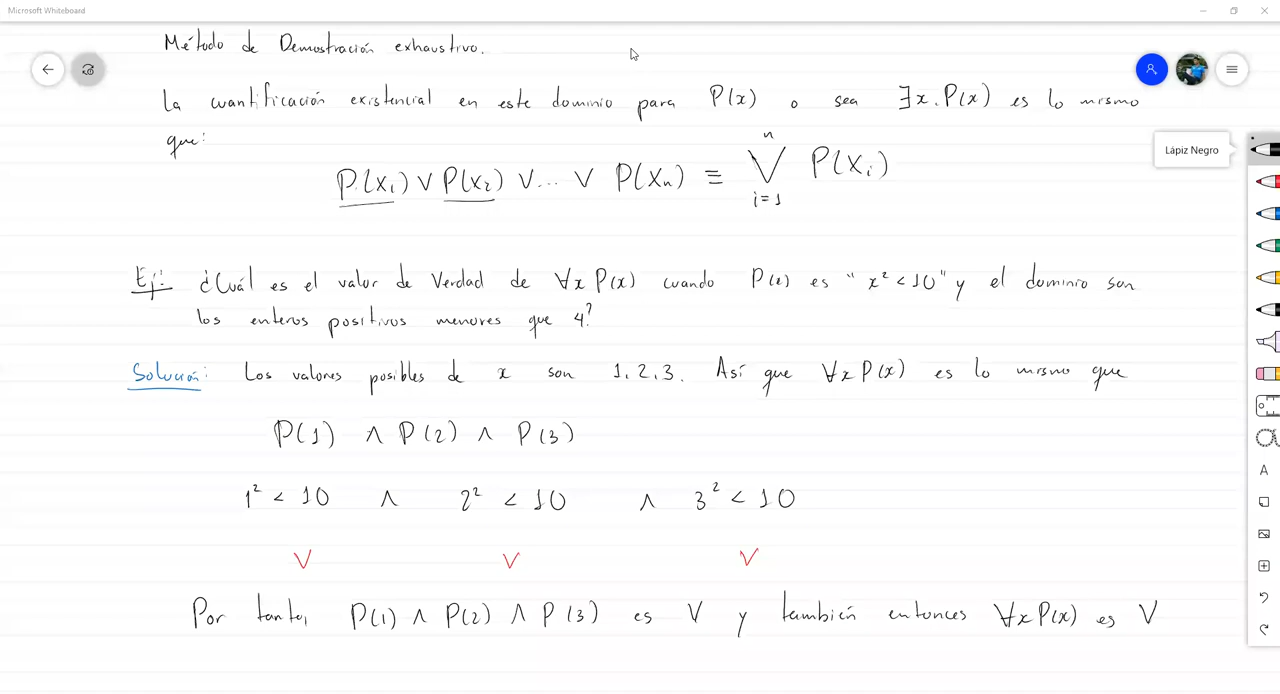 Microsoft Whiteboard
Método de Demostración exhaustivo.
La cuantificación existencial en este dominio para P(x) o sea ∃x.P(x) es lo mismo
que:
P(x₁) ∨ P(x₂) ∨ ... ∨ P(xₙ) ≡ ⋁ⁿᵢ₌₁ P(xᵢ)
Lápiz Negro
Ej: ¿Cuál es el valor de Verdad de ∀x P(x) cuando P(x) es "x² < 10" y el dominio son
los enteros positivos menores que 4?
Solución: Los valores posibles de x son 1, 2, 3. Así que ∀x P(x) es lo mismo que
P(1) ∧ P(2) ∧ P(3)
1² < 10 ∧ 2² < 10 ∧ 3² < 10
V V V
Por tanto, P(1) ∧ P(2) ∧ P(3) es V y también entonces ∀x P(x) es V